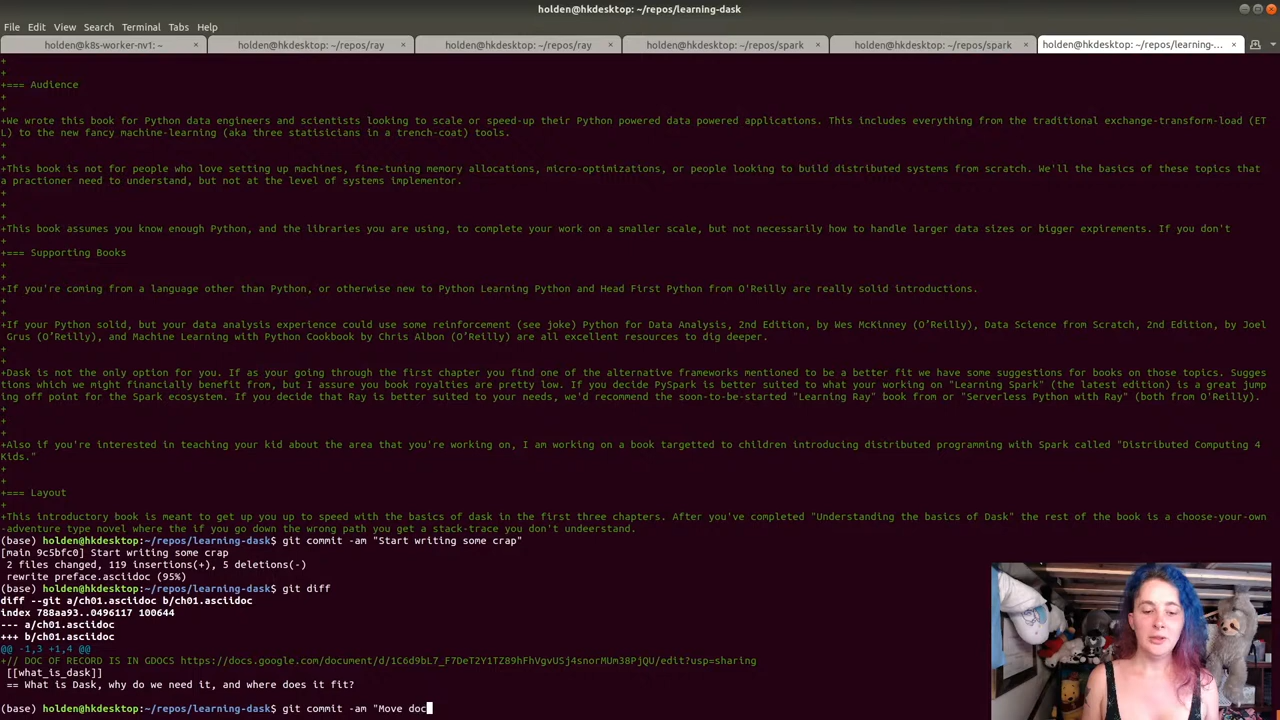 holden@hkdesktop: ~/repos/learning-dask
File Edit View Search Terminal Tabs Help
holden@k8s-worker-nv1: ~ × holden@hkdesktop: ~/repos/ray × holden@hkdesktop: ~/repos/ray × holden@hkdesktop: ~/repos/spark × holden@hkdesktop: ~/repos/spark × holden@hkdesktop: ~/repos/learning-... ×
+
+
+=== Audience
+
+
+We wrote this book for Python data engineers and scientists looking to scale or speed-up their Python powered data powered applications. This includes everything from the traditional exchange-transform-load (ET
L) to the new fancy machine-learning (aka three statisicians in a trench-coat) tools.
+
+
+This book is not for people who love setting up machines, fine-tuning memory allocations, micro-optimizations, or people looking to build distributed systems from scratch. We'll the basics of these topics that
a practioner need to understand, but not at the level of systems implementor.
+
+
+
+This book assumes you know enough Python, and the libraries you are using, to complete your work on a smaller scale, but not necessarily how to handle larger data sizes or bigger expirements. If you don't
+
+=== Supporting Books
+
+
+If you're coming from a language other than Python, or otherwise new to Python Learning Python and Head First Python from O'Reilly are really solid introductions.
+
+
+If your Python solid, but your data analysis experience could use some reinforcement (see joke) Python for Data Analysis, 2nd Edition, by Wes McKinney (O’Reilly), Data Science from Scratch, 2nd Edition, by Joel
Grus (O’Reilly), and Machine Learning with Python Cookbook by Chris Albon (O’Reilly) are all excellent resources to dig deeper.
+
+
+Dask is not the only option for you. If as your going through the first chapter you find one of the alternative frameworks mentioned to be a better fit we have some suggestions for books on those topics. Sugges
tions which we might financially benefit from, but I assure you book royalties are pretty low. If you decide PySpark is better suited to what your working on "Learning Spark" (the latest edition) is a great jump
ing off point for the Spark ecosystem. If you decide that Ray is better suited to your needs, we'd recommend the soon-to-be-started "Learning Ray" book from or "Serverless Python with Ray" (both from O'Reilly).
+
+
+
+Also if you're interested in teaching your kid about the area that you're working on, I am working on a book targetted to children introducing distributed programming with Spark called "Distributed Computing 4
Kids."
+
+
+=== Layout
+
+This introductory book is meant to get up you up to speed with the basics of dask in the first three chapters. After you've completed "Understanding the basics of Dask" the rest of the book is a choose-your-own
-adventure type novel where the if you go down the wrong path you get a stack-trace you don't undeerstand.
(base) holden@hkdesktop:~/repos/learning-dask$ git commit -am "Start writing some crap"
[main 9c5bfc0] Start writing some crap
2 files changed, 119 insertions(+), 5 deletions(-)
rewrite preface.asciidoc (95%)
(base) holden@hkdesktop:~/repos/learning-dask$ git diff
diff --git a/ch01.asciidoc b/ch01.asciidoc
index 788aa93..0496117 100644
--- a/ch01.asciidoc
+++ b/ch01.asciidoc
@@ -1,3 +1,4 @@
+// DOC OF RECORD IS IN GDOCS https://docs.google.com/document/d/1C6d9bL7_F7DeT2Y1TZ89hFhVgvUSj4snorMUm38PjQU/edit?usp=sharing
[[what_is_dask]]
== What is Dask, why do we need it, and where does it fit?
(base) holden@hkdesktop:~/repos/learning-dask$ git commit -am "Move doc